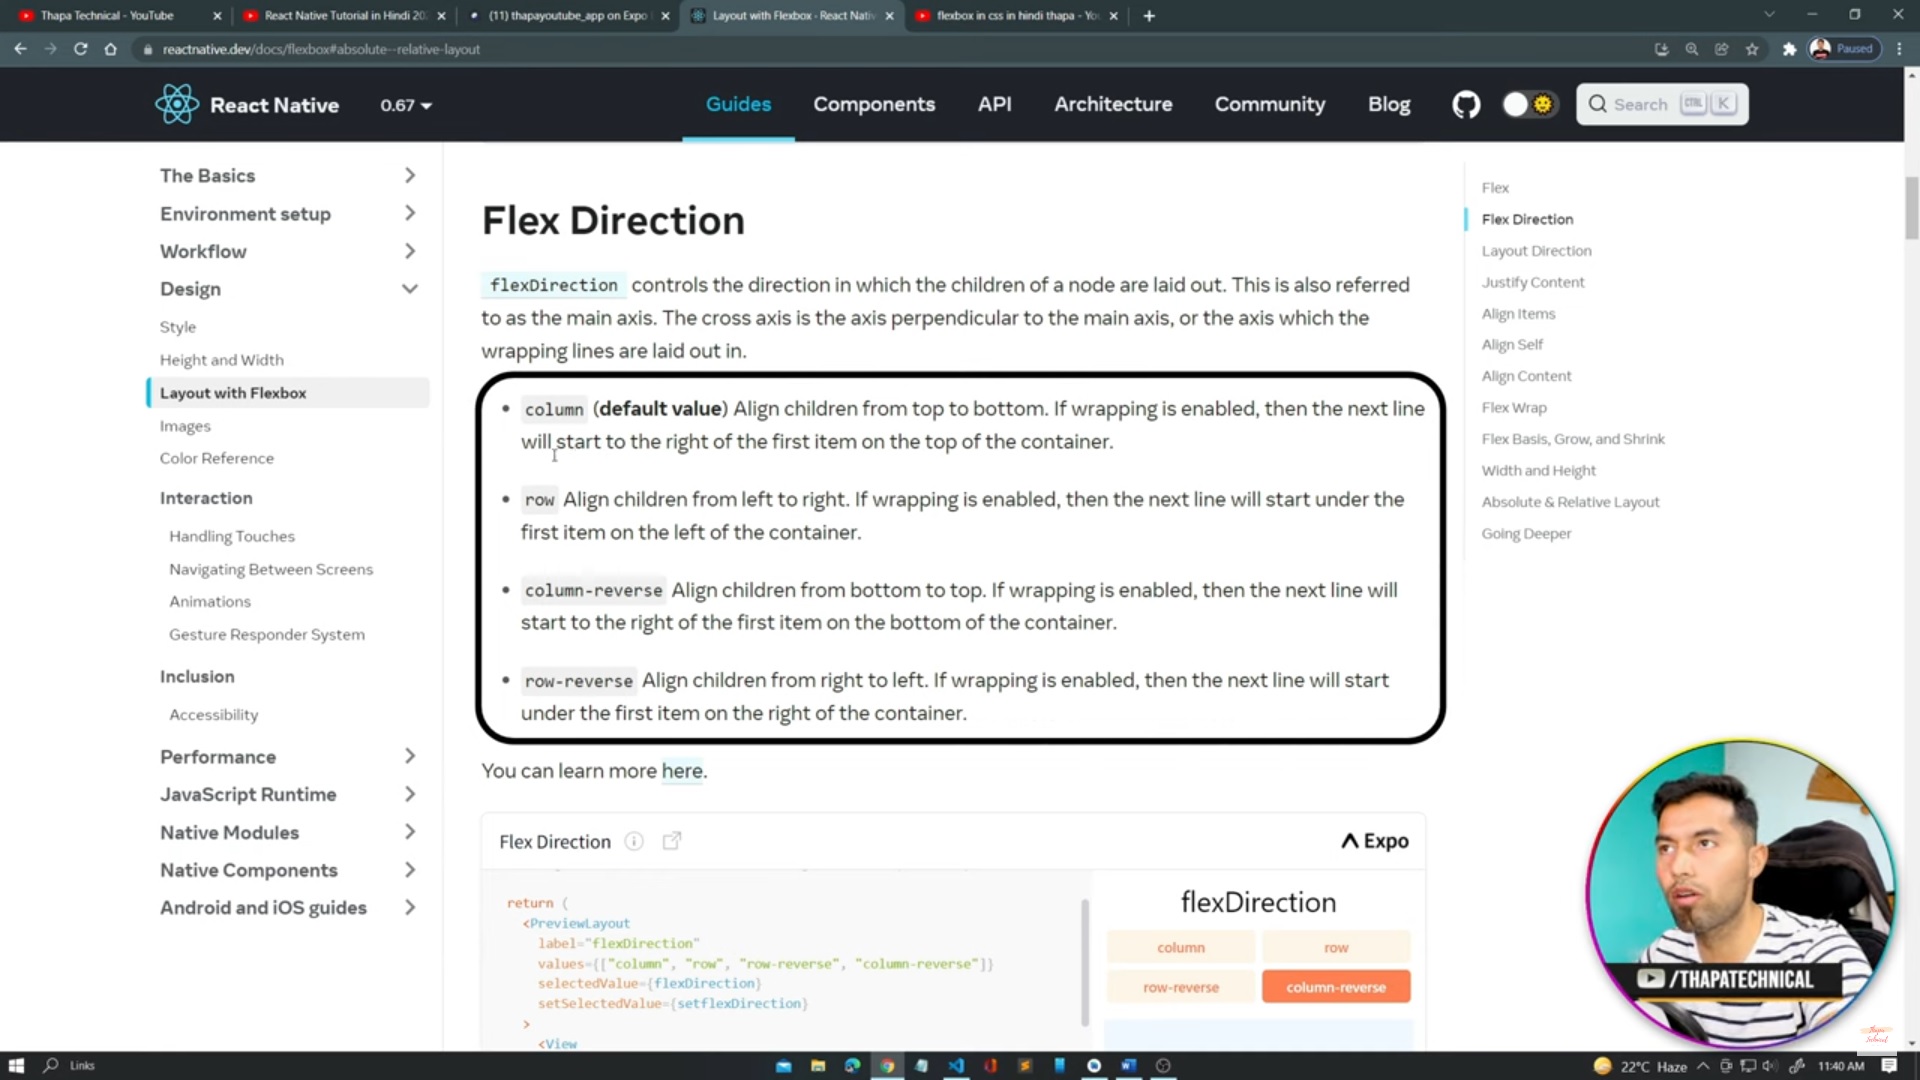 Thapa Technical - YouTube
React Native Tutorial in Hindi 20
(11) thapayoutube_app on Expo
Layout with Flexbox - React Nativ
flexbox in css in hindi thapa - Yo
reactnative.dev/docs/flexbox#absolute--relative-layout
Paused
React Native
0.67
Guides
Components
API
Architecture
Community
Blog
Search
CTRL
K
The Basics
Environment setup
Workflow
Design
Style
Height and Width
Layout with Flexbox
Images
Color Reference
Interaction
Handling Touches
Navigating Between Screens
Animations
Gesture Responder System
Inclusion
Accessibility
Performance
JavaScript Runtime
Native Modules
Native Components
Android and iOS guides
Flex Direction
flexDirection controls the direction in which the children of a node are laid out. This is also referred
to as the main axis. The cross axis is the axis perpendicular to the main axis, or the axis which the
wrapping lines are laid out in.
column (default value) Align children from top to bottom. If wrapping is enabled, then the next line
will start to the right of the first item on the top of the container.
row Align children from left to right. If wrapping is enabled, then the next line will start under the
first item on the left of the container.
column-reverse Align children from bottom to top. If wrapping is enabled, then the next line will
start to the right of the first item on the bottom of the container.
row-reverse Align children from right to left. If wrapping is enabled, then the next line will start
under the first item on the right of the container.
You can learn more here.
Flex Direction
Expo
return (
<PreviewLayout
label="flexDirection"
values={["column", "row", "row-reverse", "column-reverse"]}
selectedValue={flexDirection}
setSelectedValue={setflexDirection}
>
<View
flexDirection
column
row
row-reverse
column-reverse
Flex
Flex Direction
Layout Direction
Justify Content
Align Items
Align Self
Align Content
Flex Wrap
Flex Basis, Grow, and Shrink
Width and Height
Absolute & Relative Layout
Going Deeper
/THAPATECHNICAL
Links
22°C Haze
11:40 AM